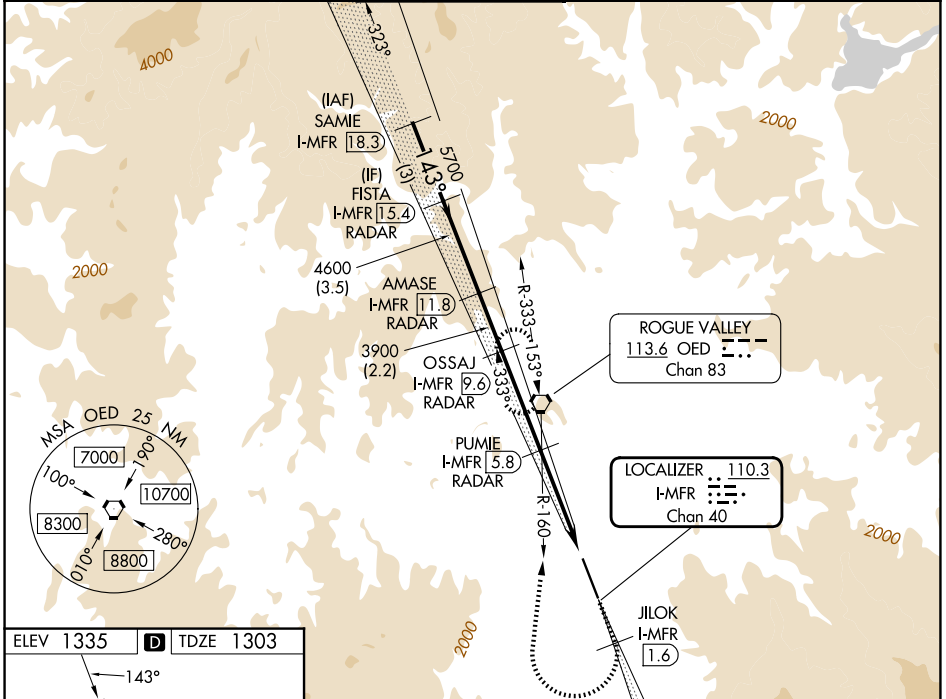 323°
4000
(IAF)
SAMIE
I-MFR 18.3
2000
5700
143°
(3)
(IF)
FISTA
I-MFR 15.4
RADAR
2000
4600
(3.5)
AMASE
I-MFR 11.8
RADAR
R-333
153°
3900
(2.2)
OSSAJ
I-MFR 9.6
RADAR
333°
ROGUE VALLEY
113.6 OED
Chan 83
PUMIE
I-MFR 5.8
RADAR
R-160
LOCALIZER 110.3
I-MFR
Chan 40
2000
MSA OED 25 NM
7000
190°
100°
10700
8300
280°
010°
8800
JILOK
I-MFR
1.6
2000
ELEV 1335 D TDZE 1303
143°